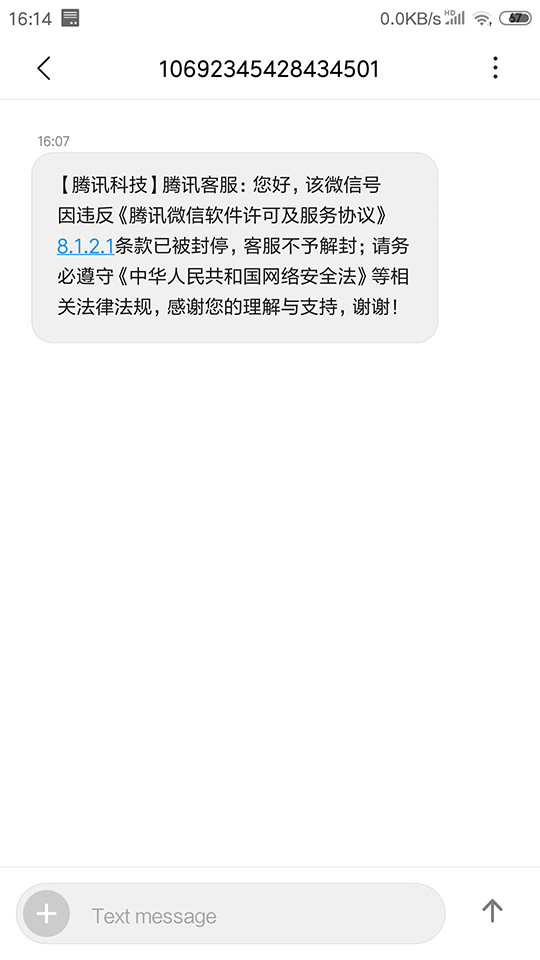 16:14 0.0KB/s HD 67
10692345428434501
16:07
【腾讯科技】腾讯客服：您好，该微信号
因违反《腾讯微信软件许可及服务协议》
8.1.2.1条款已被封停，客服不予解封；请务
必遵守《中华人民共和国网络安全法》等相
关法律法规，感谢您的理解与支持，谢谢！
Text message